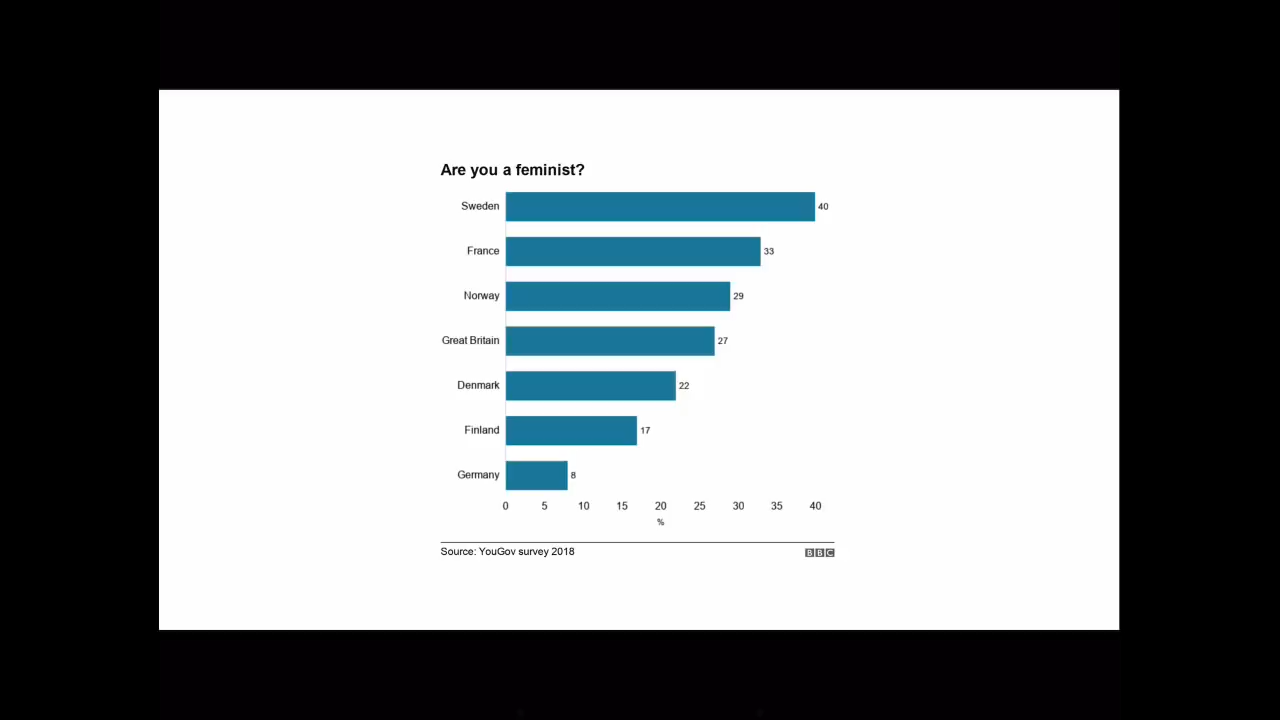 Are you a feminist?
Sweden 40
France 33
Norway 29
Great Britain 27
Denmark 22
Finland 17
Germany 8
0 5 10 15 20 25 30 35 40
%
Source: YouGov survey 2018 BBC